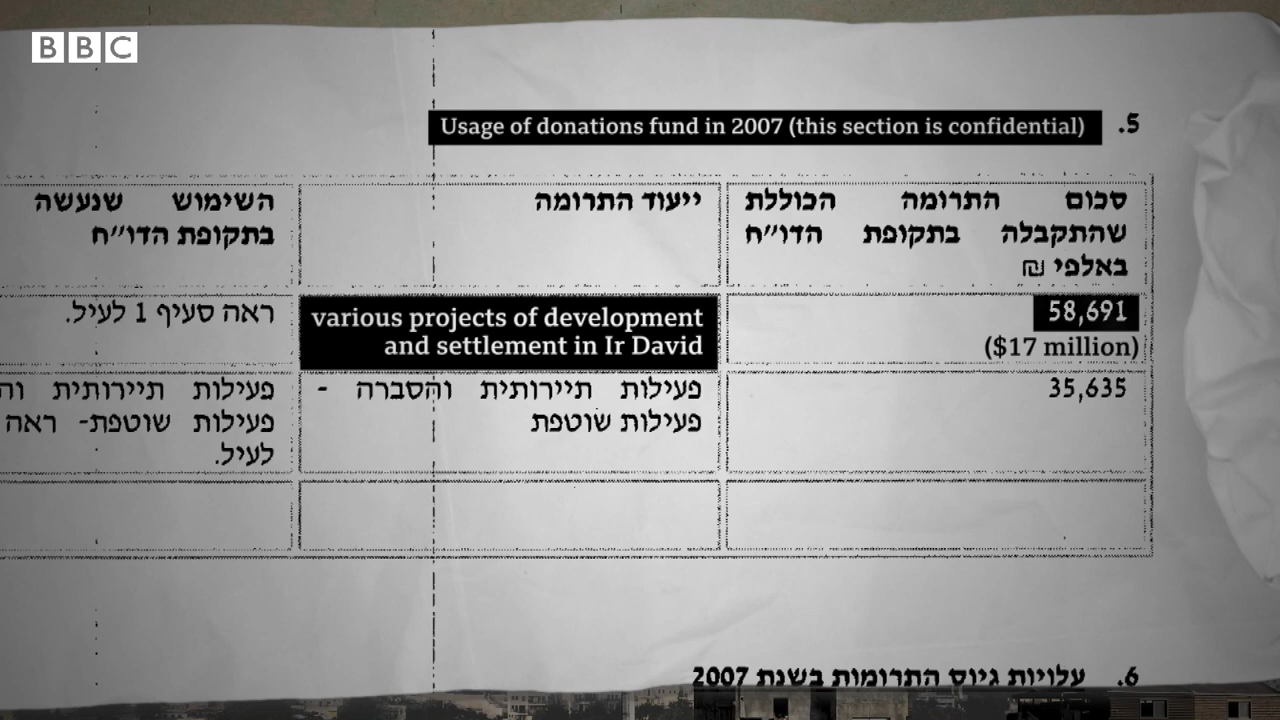 BBC
5. Usage of donations fund in 2007 (this section is confidential)
סכום התרומה הכוללת
שהתקבלה בתקופת הדו״ח
באלפי ₪
ייעוד התרומה
השימוש שנעשה
בתקופת הדו״ח
58,691
($17 million)
various projects of development
and settlement in Ir David
ראה סעיף 1 לעיל.
35,635
פעילות תיירותית והסברה -
פעילות שוטפת
פעילות תיירותית
פעילות שוטפת- ראה
לעיל.
6. עלויות גיוס התרומות בשנת 2007